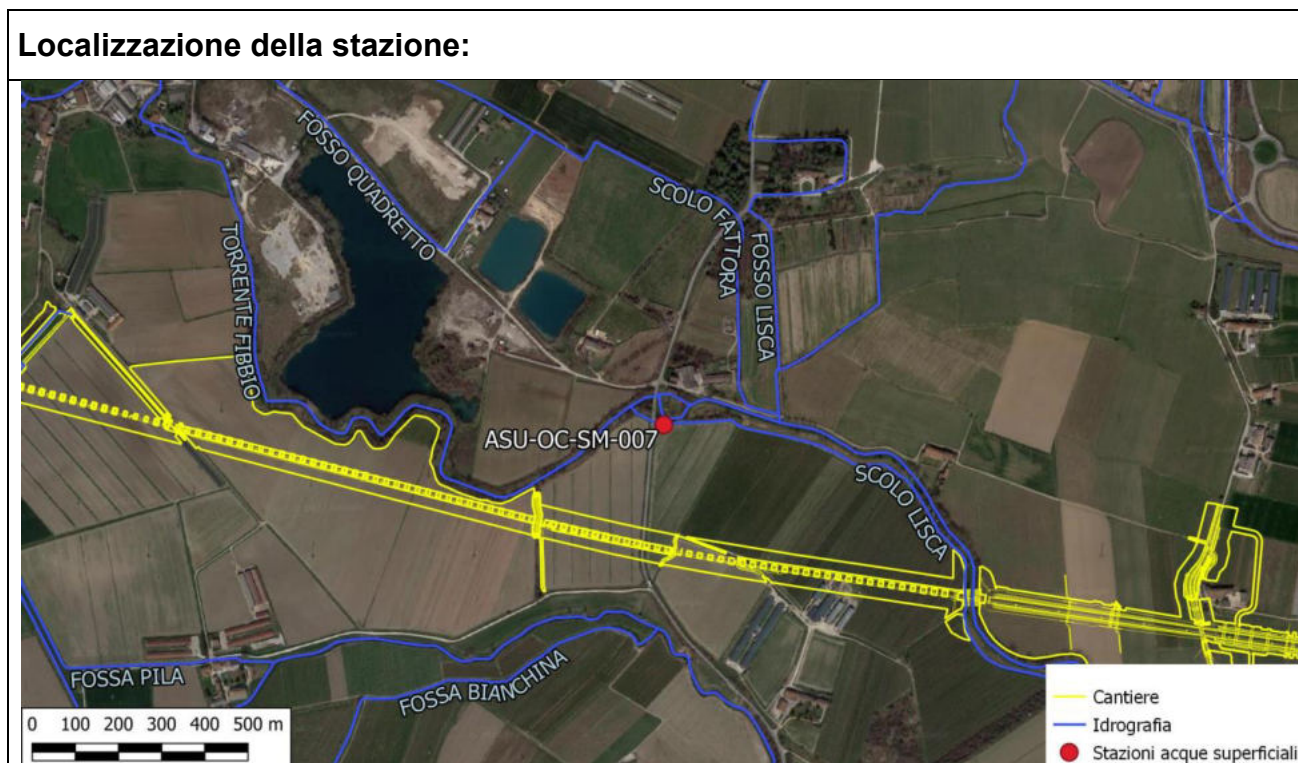 Localizzazione della stazione:
FOSSO QUADRETTO
SCOLO FATTORA
FOSSO LISCA
TORRENTE FIBBIO
ASU-OC-SM-007
SCOLO LISCA
FOSSA PILA
FOSSA BIANCHINA
0 100 200 300 400 500 m
Cantiere
Idrografia
Stazioni acque superficiali